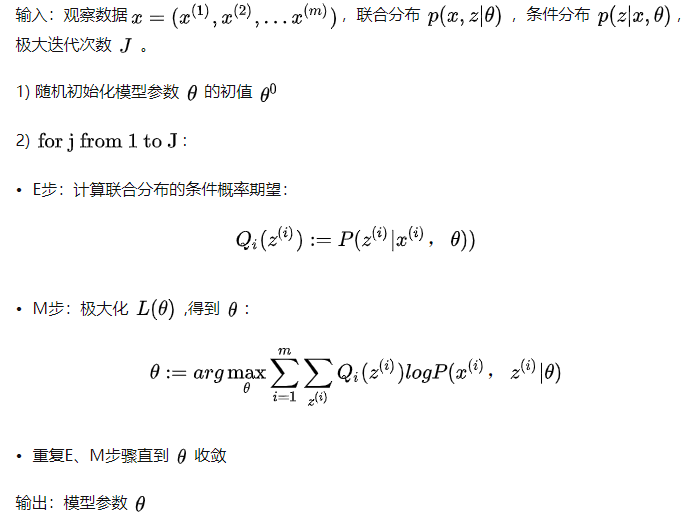 输入：观察数据 $x = (x^{(1)}, x^{(2)}, \ldots x^{(m)})$，联合分布 $p(x, z|\theta)$，条件分布 $p(z|x, \theta)$，
极大迭代次数 $J$ 。
1) 随机初始化模型参数 $\theta$ 的初值 $\theta^0$
2) for j from 1 to J：
• E步：计算联合分布的条件概率期望：
$Q_i(z^{(i)}) := P(z^{(i)}|x^{(i)}，\theta))$
• M步：极大化 $L(\theta)$ ,得到 $\theta$：
$\theta := arg \max_{\theta} \sum_{i=1}^{m} \sum_{z^{(i)}} Q_i(z^{(i)}) log P(x^{(i)}，z^{(i)}|\theta)$
• 重复E、M步骤直到 $\theta$ 收敛
输出：模型参数 $\theta$